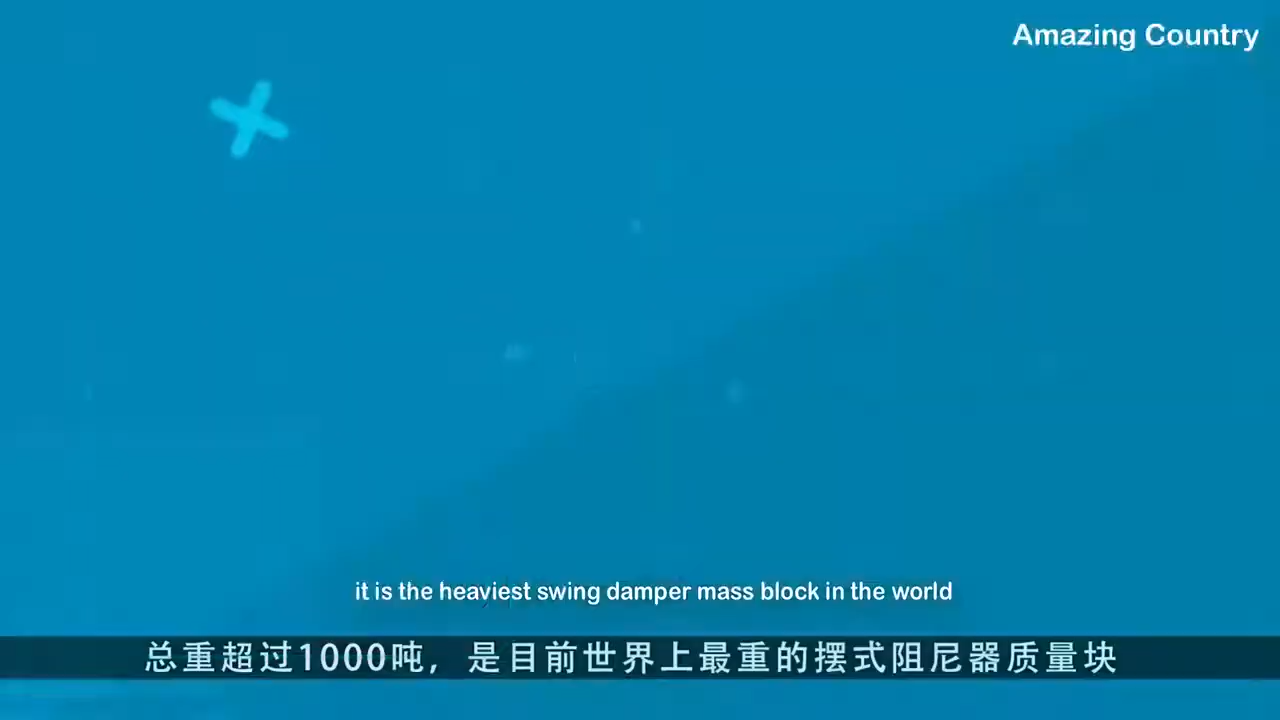 Amazing Country
it is the heaviest swing damper mass block in the world
总重超过1000吨，是目前世界上最重的摆式阻尼器质量块